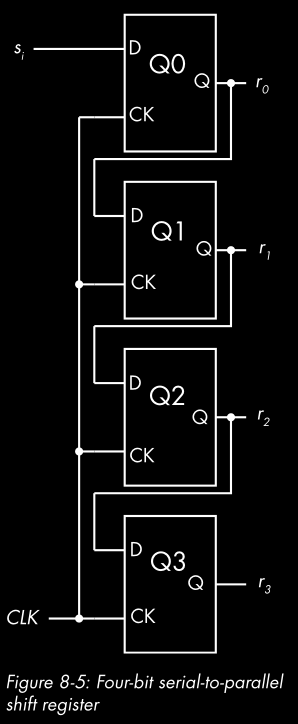 s_i
D
Q0
Q
r_0
CK
D
Q1
Q
r_1
CK
D
Q2
Q
r_2
CK
D
Q3
Q
r_3
CLK
CK
Figure 8-5: Four-bit serial-to-parallel
shift register